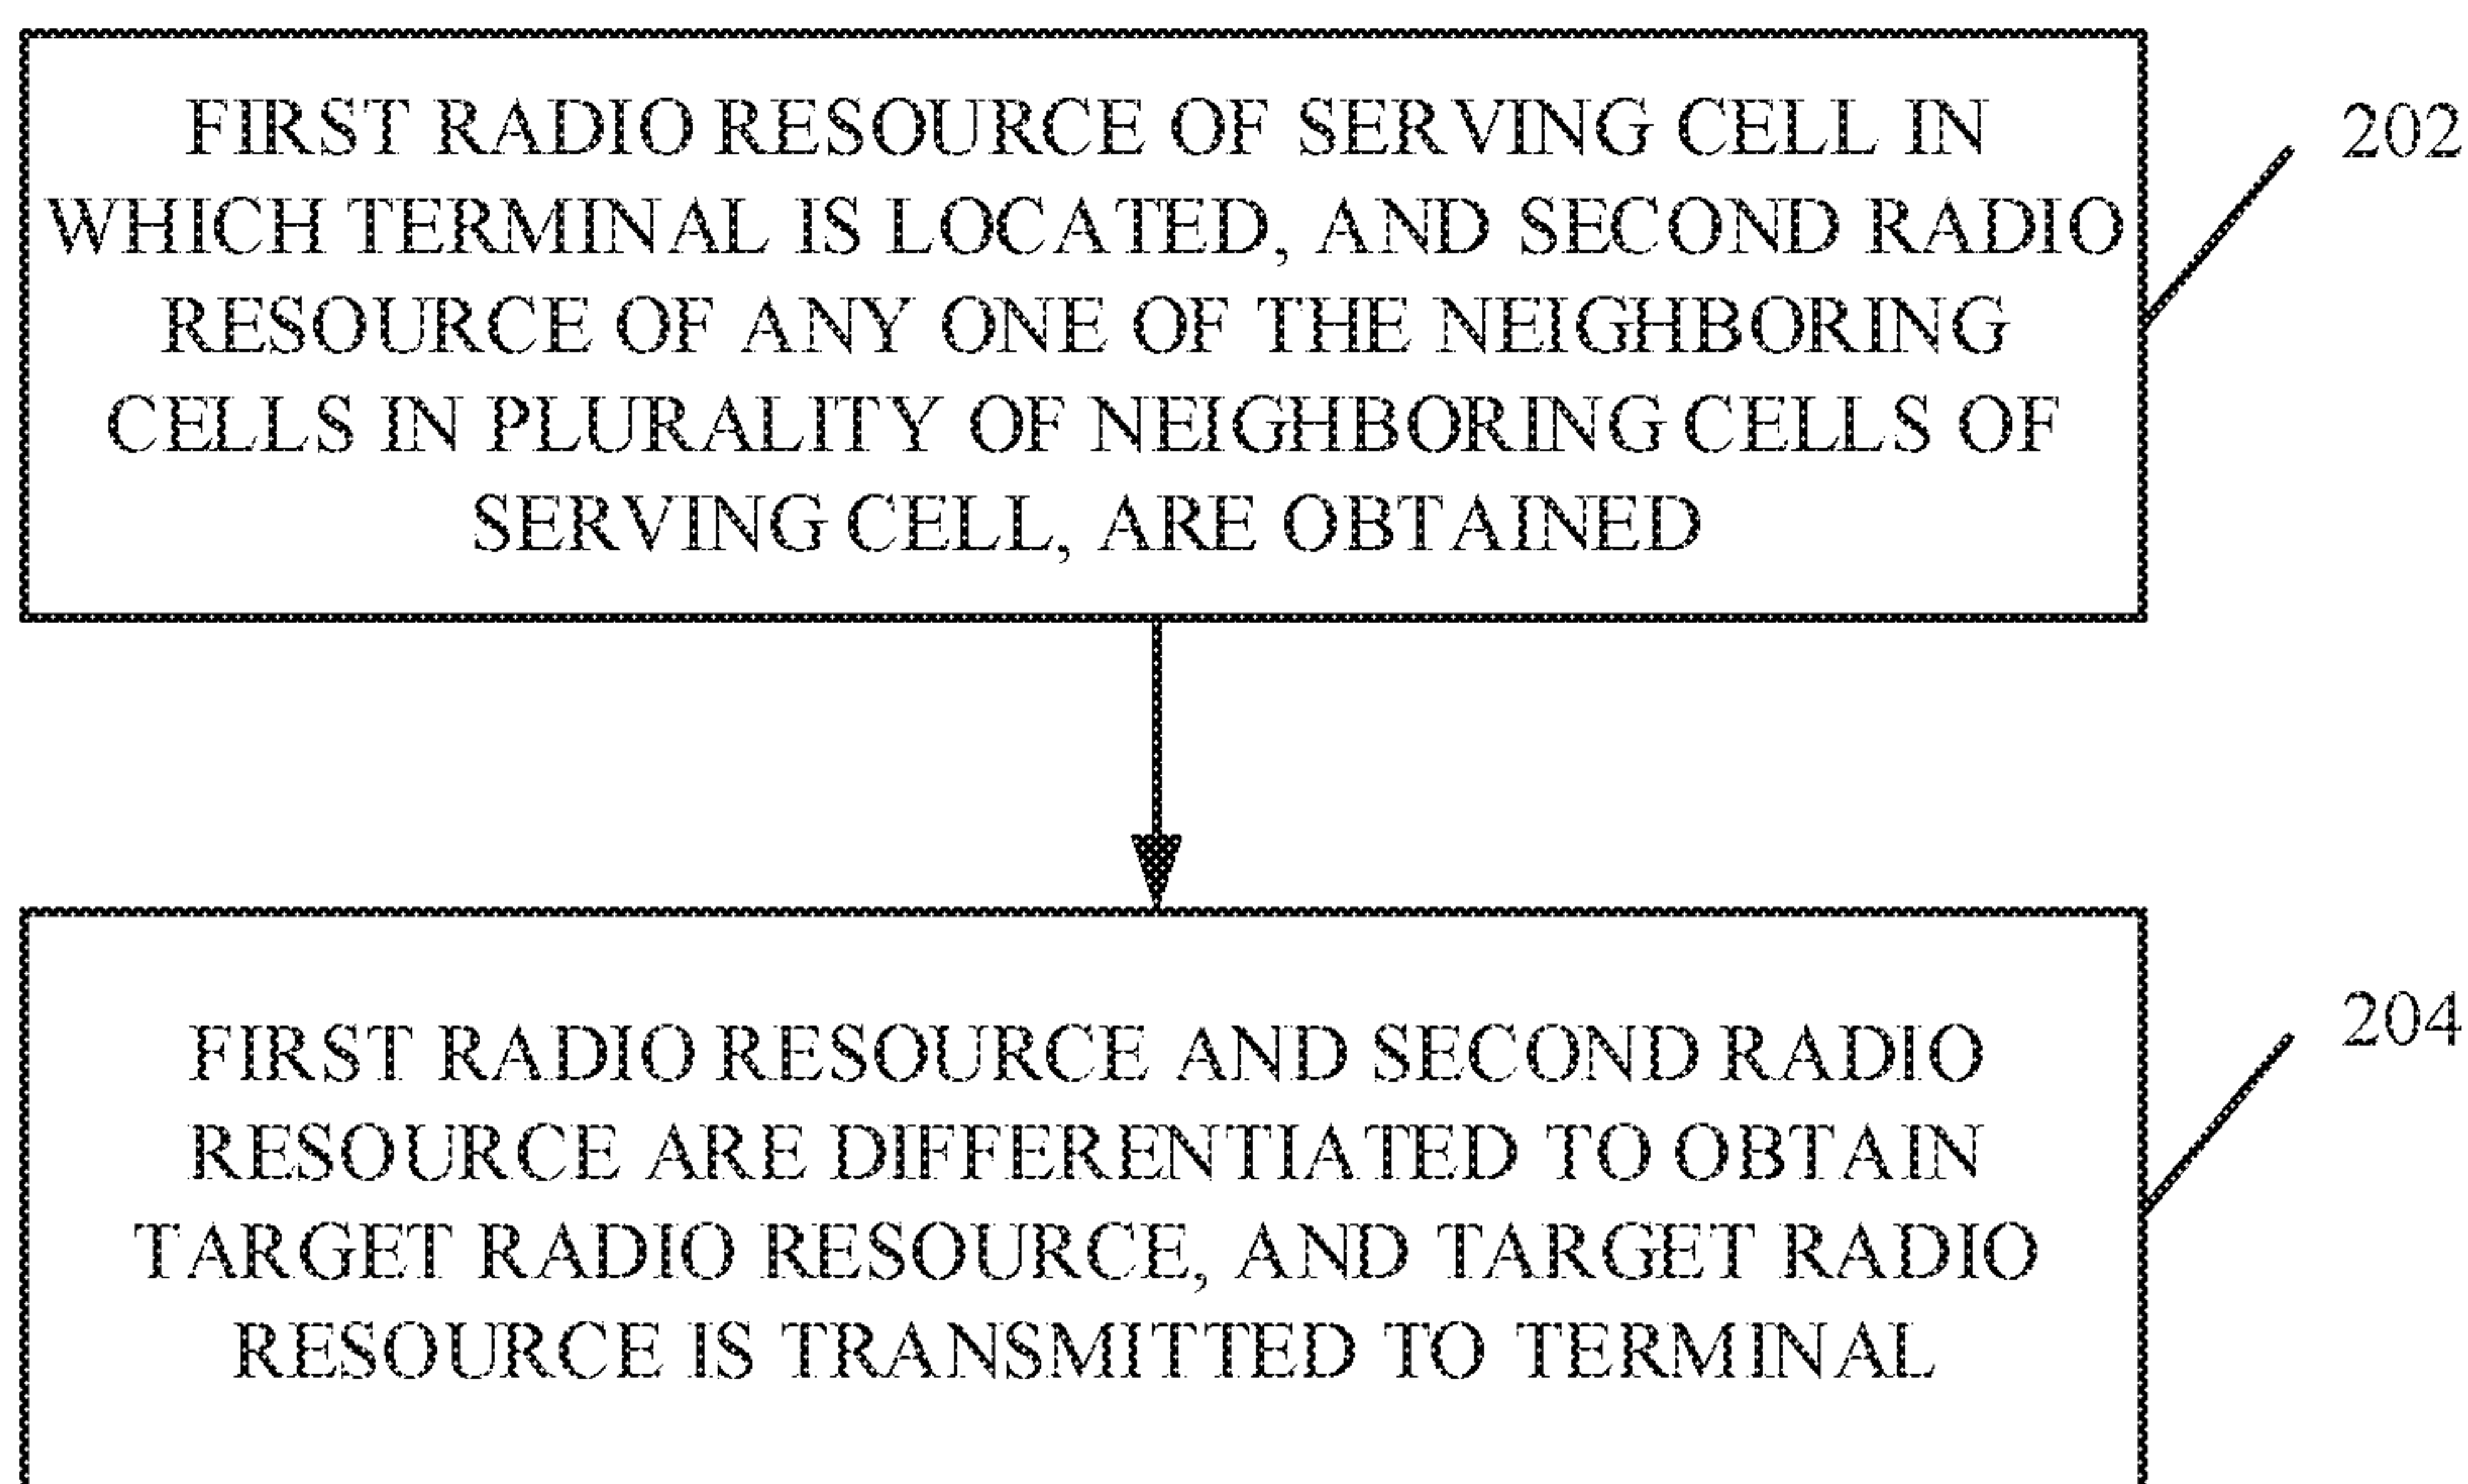 FIRST RADIO RESOURCE OF SERVING CELL IN
WHICH TERMINAL IS LOCATED, AND SECOND RADIO
RESOURCE OF ANY ONE OF THE NEIGHBORING
CELLS IN PLURALITY OF NEIGHBORING CELLS OF
SERVING CELL, ARE OBTAINED
202
FIRST RADIO RESOURCE AND SECOND RADIO
RESOURCE ARE DIFFERENTIATED TO OBTAIN
TARGET RADIO RESOURCE, AND TARGET RADIO
RESOURCE IS TRANSMITTED TO TERMINAL
204